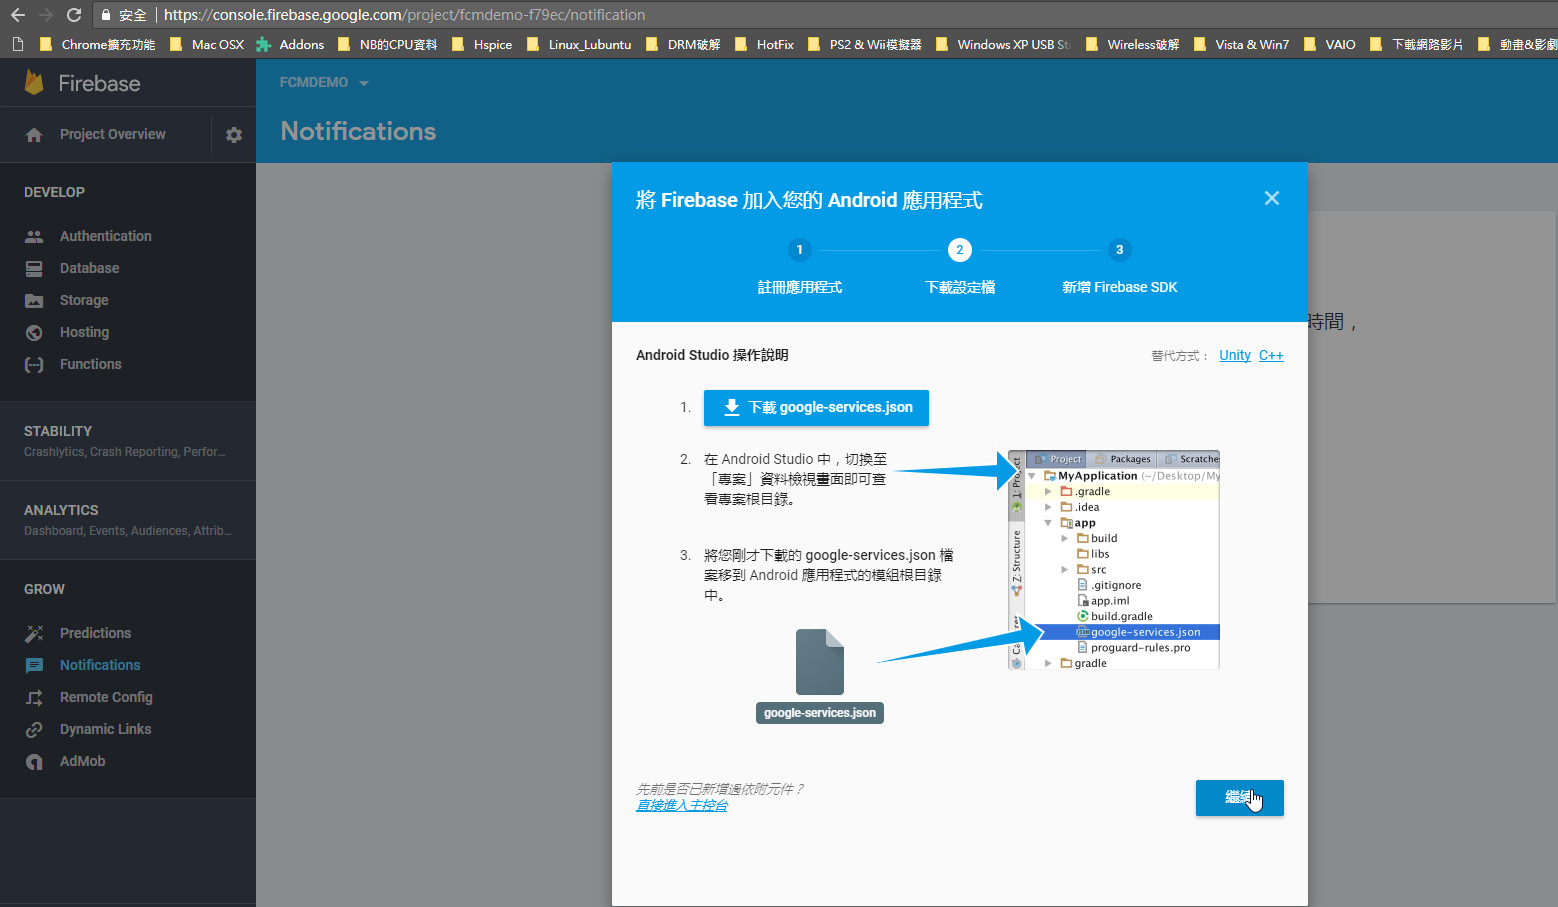 安全 | https://console.firebase.google.com/project/fcmdemo-f79ec/notification
Chrome擴充功能 Mac OSX Addons NB的CPU資料 Hspice Linux_Lubuntu DRM破解 HotFix PS2 & Wii模擬器 Windows XP USB Wireless破解 Vista & Win7 VAIO 下載網路影片 動畫&影劇
Firebase
FCMDEMO
Project Overview
Notifications
DEVELOP
Authentication
Database
Storage
Hosting
Functions
STABILITY
Crashlytics, Crash Reporting, Perfor...
ANALYTICS
Dashboard, Events, Audiences, Attrib...
GROW
Predictions
Notifications
Remote Config
Dynamic Links
AdMob
時間，
將 Firebase 加入您的 Android 應用程式
1 2 3
註冊應用程式 下載設定檔 新增 Firebase SDK
Android Studio 操作說明
替代方式： Unity C++
1. 下載 google-services.json
2. 在 Android Studio 中，切換至
「專案」資料檢視畫面即可查
看專案根目錄。
3. 將您剛才下載的 google-services.json 檔
案移到 Android 應用程式的模組根目錄
中。
google-services.json
1: Project
Z: Structure
Project Packages Scratche
MyApplication (~/Desktop/My
.gradle
.idea
app
build
libs
src
.gitignore
app.iml
build.gradle
google-services.json
proguard-rules.pro
gradle
先前是否已新增過依附元件？
直接進入主控台
繼續